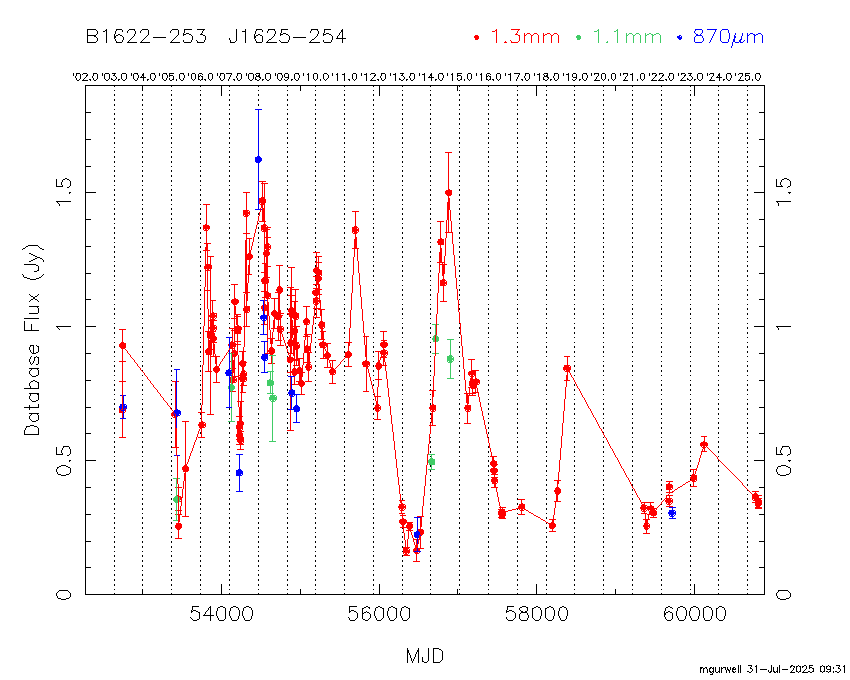 B1622-253 J1625-254 1.3mm 1.1mm 870μm
'02.0 '03.0 '04.0 '05.0 '06.0 '07.0 '08.0 '09.0 '10.0 '11.0 '12.0 '13.0 '14.0 '15.0 '16.0 '17.0 '18.0 '19.0 '20.0 '21.0 '22.0 '23.0 '24.0 '25.0
1.5 1.5
1 1
Database Flux (Jy)
0.5 0.5
0 0
54000 56000 58000 60000
MJD
mgurwell 31-Jul-2025 09:31